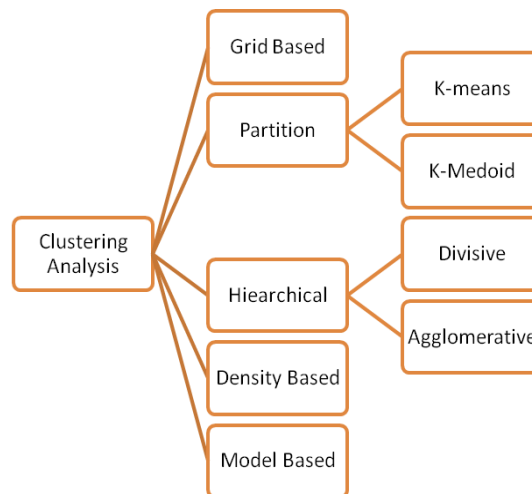 Grid Based
Partition
K-means
K-Medoid
Clustering
Analysis
Hiearchical
Divisive
Agglomerative
Density Based
Model Based